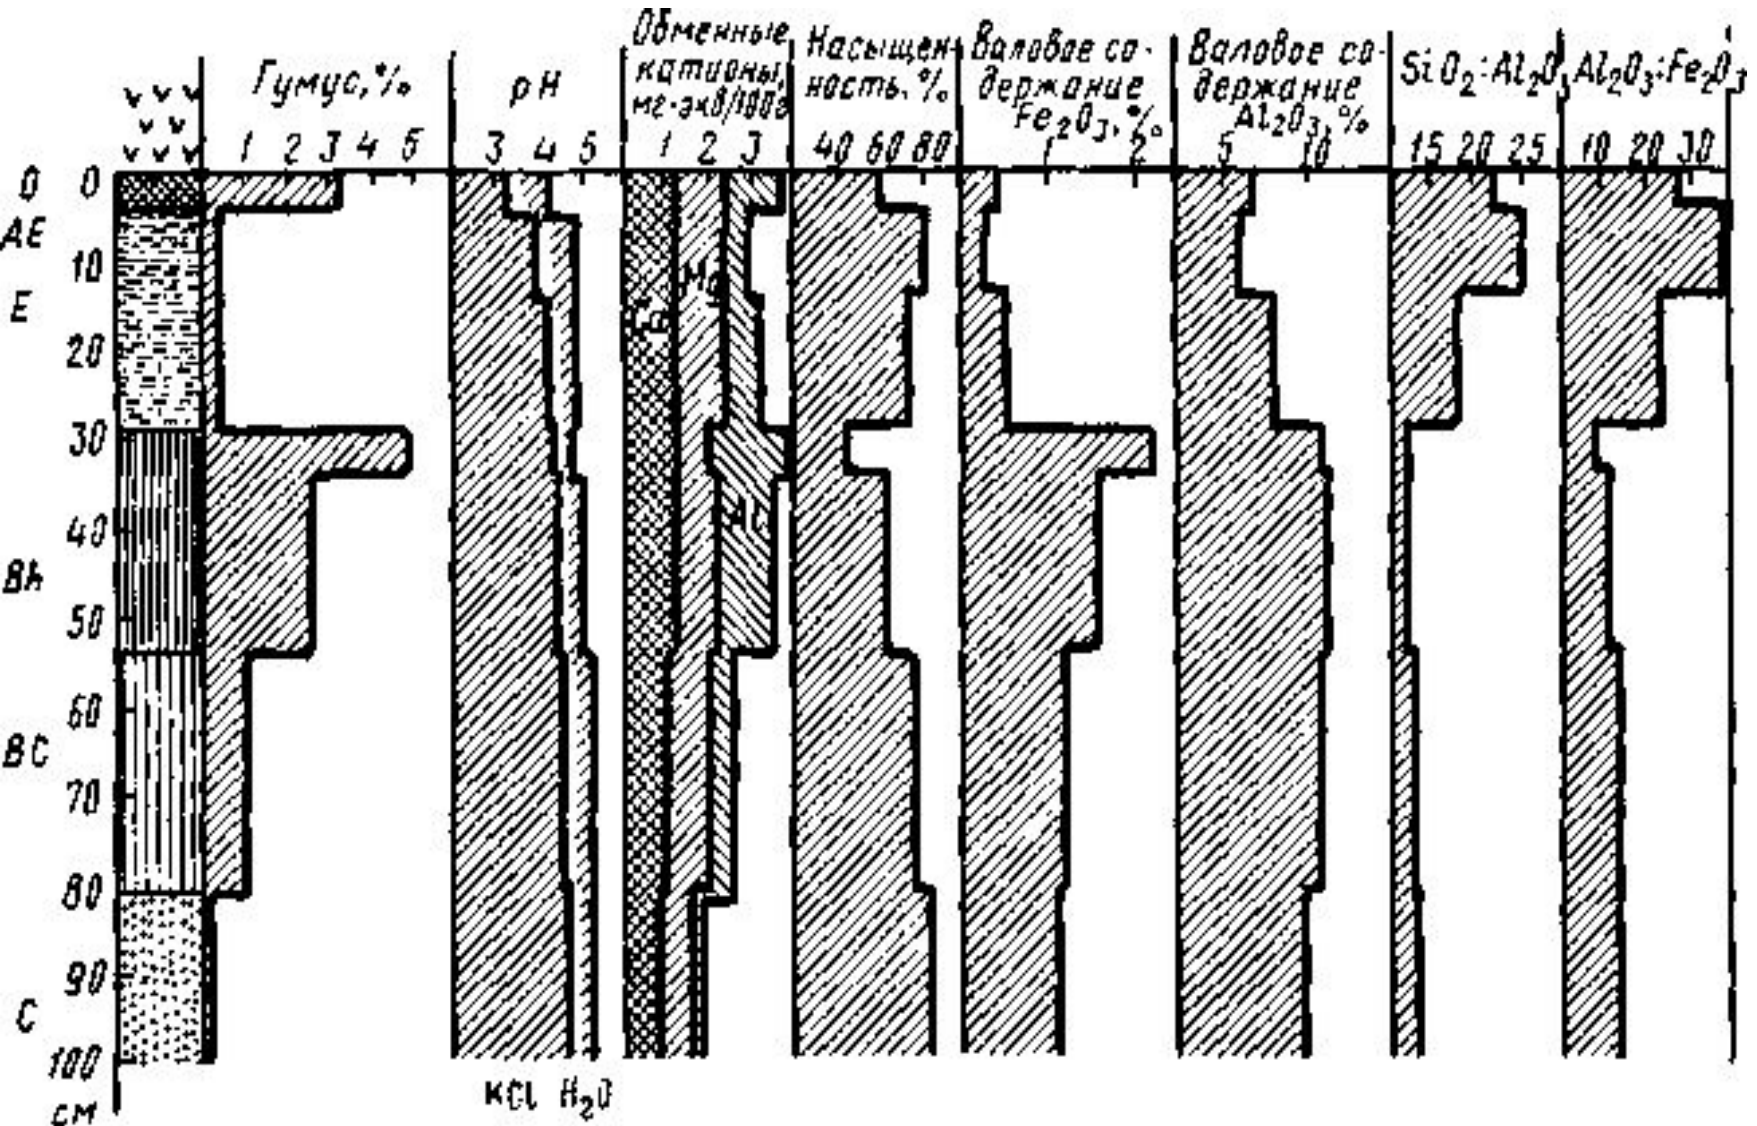 Гумус, %
1 2 3 4 5
pH
3 4 5
Обменные
катионы,
мг-экв/100г
1 2 3
Насыщен-
ность, %
40 60 80
Валовое со-
держание
Fe₂O₃, %
1 2
Валовое со-
держание
Al₂O₃, %
5 10
SiO₂:Al₂O₃
15 20 25
Al₂O₃:Fe₂O₃
10 20 30
O 0
AE
10
E
20
30
40
Bh
50
60
BC
70
80
90
C
100
см
Ca
Mg
Al
KCl H₂O